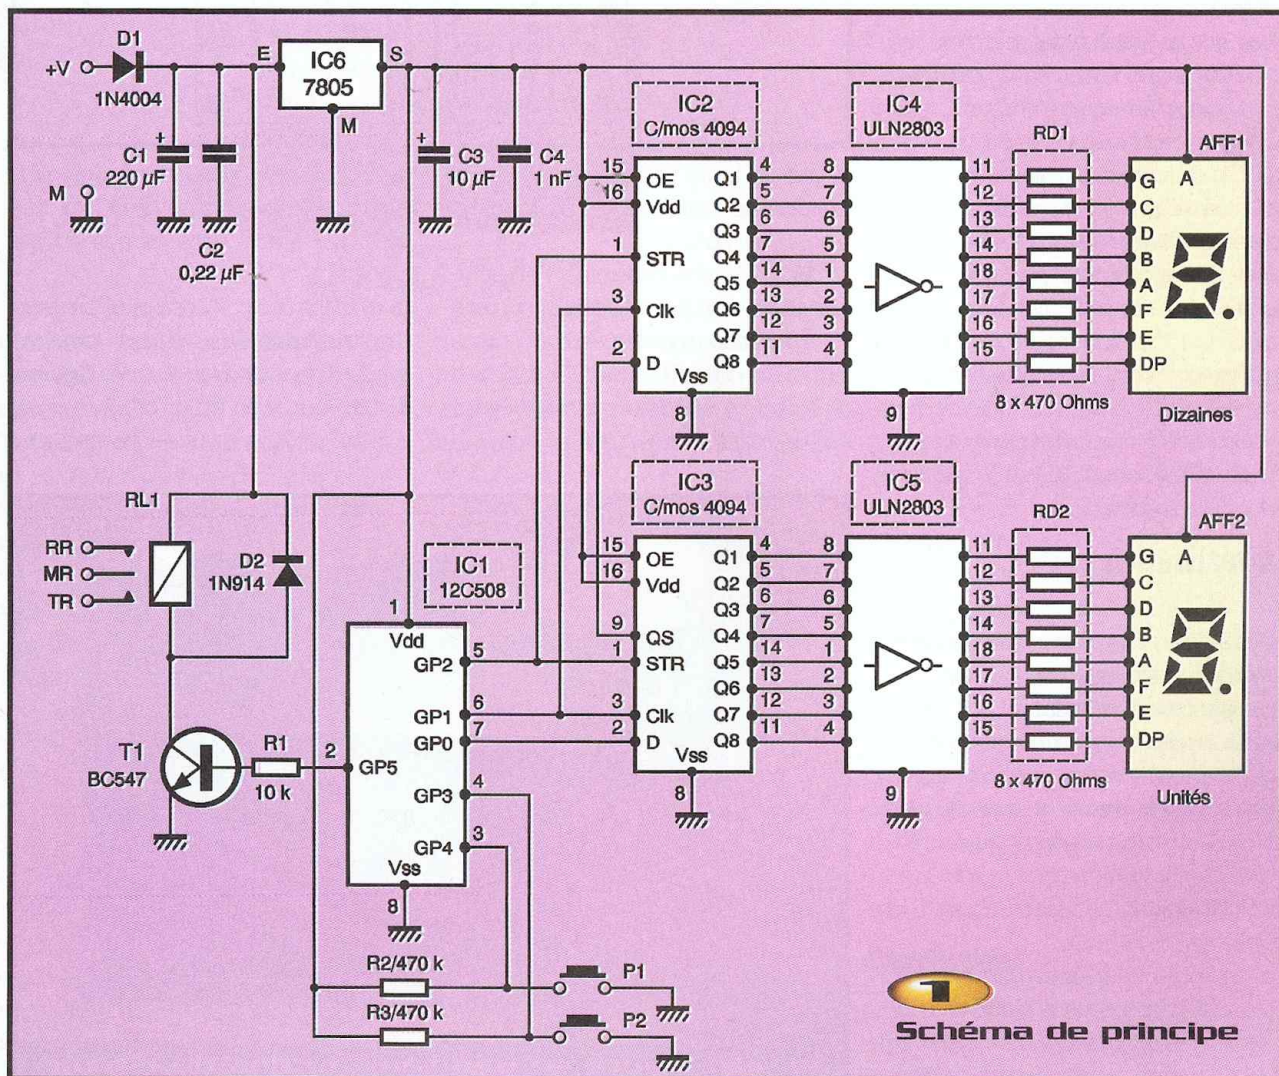 D1
+V
1N4004
E
IC6
7805
S
M
C1
220 µF
+
M
C2
0,22 µF
+
C3
10 µF
C4
1 nF
IC2
C/mos 4094
15
OE
16
Vdd
1
STR
3
Clk
2
D
Vss
8
Q1
4
Q2
5
Q3
6
Q4
7
Q5
14
Q6
13
Q7
12
Q8
11
IC4
ULN2803
8
7
6
5
1
2
3
4
9
11
12
13
14
18
17
16
15
RD1
8 x 470 Ohms
AFF1
A
G
C
D
B
A
F
E
DP
Dizaines
RL1
RR
MR
TR
D2
1N914
T1
BC547
R1
10 k
IC1
12C508
1
Vdd
GP2
5
GP1
6
GP0
7
2
GP5
GP3
4
GP4
3
Vss
8
R2/470 k
R3/470 k
P1
P2
IC3
C/mos 4094
15
OE
16
Vdd
9
QS
1
STR
3
Clk
2
D
Vss
8
Q1
4
Q2
5
Q3
6
Q4
7
Q5
14
Q6
13
Q7
12
Q8
11
IC5
ULN2803
8
7
6
5
1
2
3
4
9
11
12
13
14
18
17
16
15
RD2
8 x 470 Ohms
AFF2
A
G
C
D
B
A
F
E
DP
Unités
1
Schéma de principe